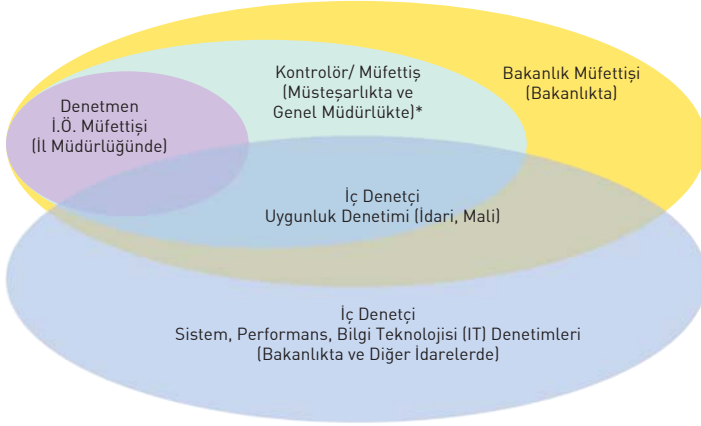 Kontrolör/ Müfettiş
(Müsteşarlıkta ve
Genel Müdürlükte)*
Bakanlık Müfettişi
(Bakanlıkta)
Denetmen
İ.Ö. Müfettişi
(İl Müdürlüğünde)
İç Denetçi
Uygunluk Denetimi (İdari, Mali)
İç Denetçi
Sistem, Performans, Bilgi Teknolojisi (IT) Denetimleri
(Bakanlıkta ve Diğer İdarelerde)